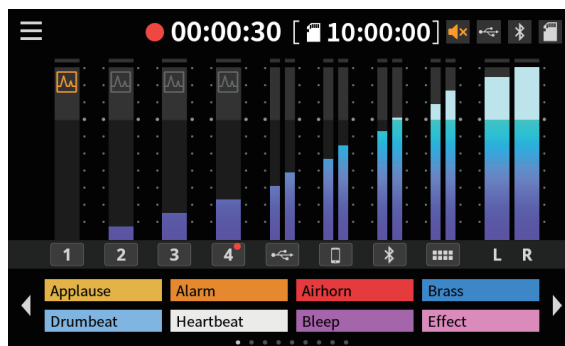 00:00:30 [ 10:00:00]
1 2 3 4 L R
Applause Alarm Airhorn Brass
Drumbeat Heartbeat Bleep Effect